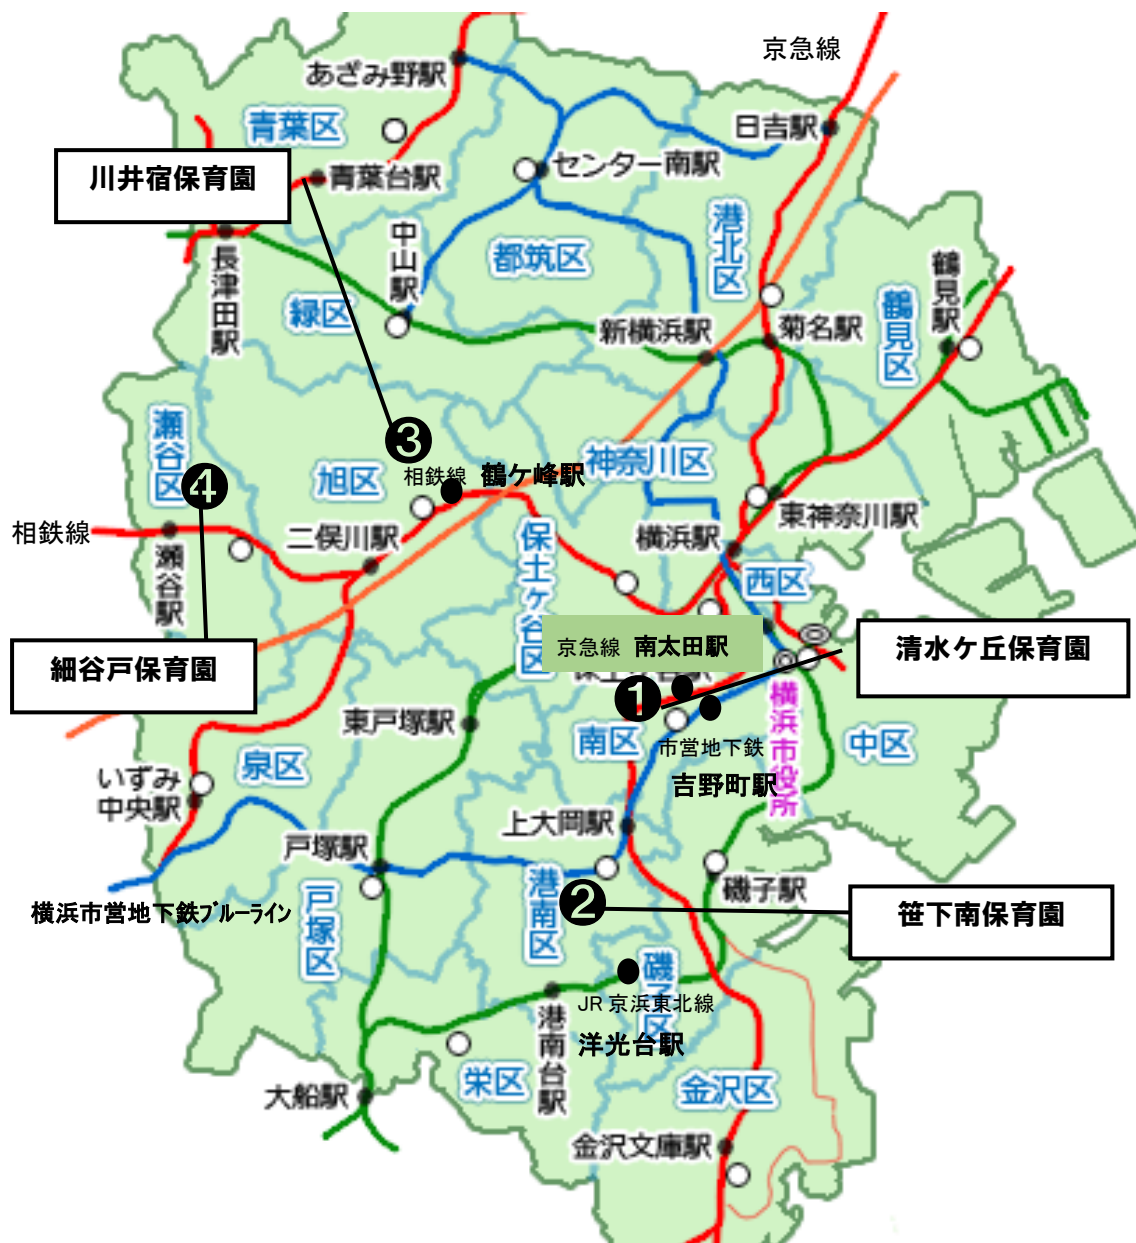 京急線
あざみ野駅
青葉区
日吉駅
川井宿保育園
青葉台駅
センター南駅
港北区
中山駅
都筑区
長津田駅
鶴見駅
緑区
新横浜駅
菊名駅
鶴見区
瀬谷区
❸
神奈川区
旭区
相鉄線 鶴ケ峰駅
❹
相鉄線
二俣川駅
保土ヶ谷区
横浜駅
東神奈川駅
瀬谷駅
西区
細谷戸保育園
京急線 南太田駅
清水ケ丘保育園
❶
横浜市役所
東戸塚駅
南区
中区
市営地下鉄
吉野町駅
泉区
いずみ
中央駅
上大岡駅
戸塚駅
港南区
磯子駅
❷
笹下南保育園
横浜市営地下鉄ブルーライン
戸塚区
磯子区
JR 京浜東北線
洋光台駅
港南台駅
栄区
大船駅
金沢区
金沢文庫駅